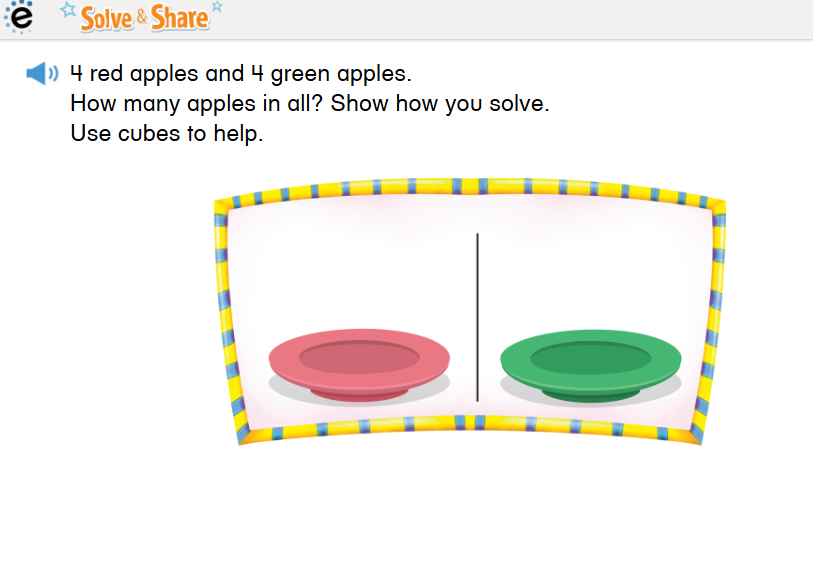 e
Solve & Share
4 red apples and 4 green apples.
How many apples in all? Show how you solve.
Use cubes to help.